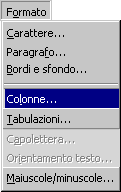 Formato
Carattere...
Paragrafo...
Bordi e sfondo...
Colonne...
Tabulazioni...
Capolettera...
Orientamento testo...
Maiuscole/minuscole...